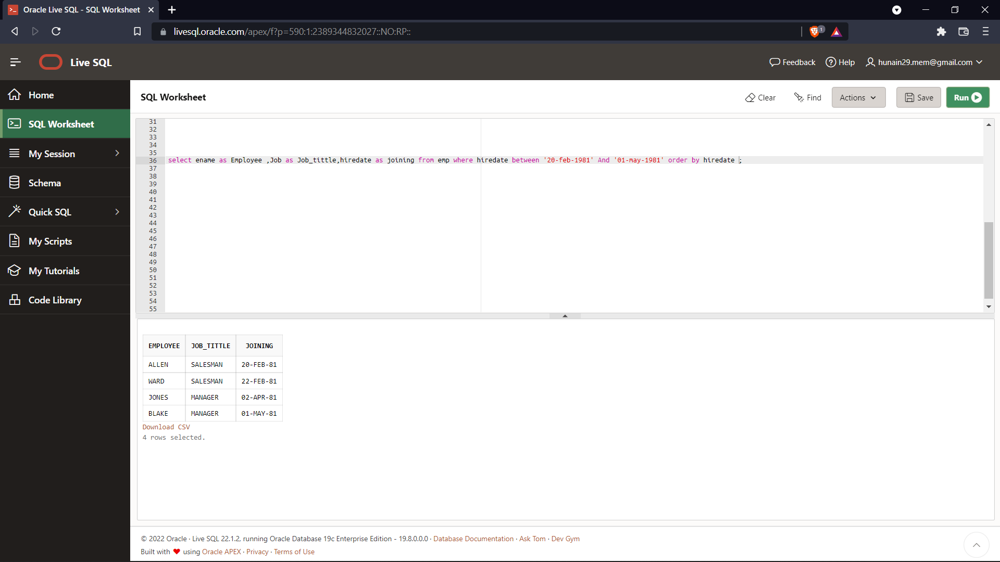 Oracle Live SQL - SQL Worksheet
livesql.oracle.com/apex/f?p=590:1:2389344832027::NO:RP::
1
Live SQL
Feedback
Help
hunain29.mem@gmail.com
Home
SQL Worksheet
My Session
Schema
Quick SQL
My Scripts
My Tutorials
Code Library
SQL Worksheet
Clear
Find
Actions
Save
Run
31
32
33
34
35
36 select ename as Employee ,Job as Job_tittle,hiredate as joining from emp where hiredate between '20-feb-1981' And '01-may-1981' order by hiredate ;
37
38
39
40
41
42
43
44
45
46
47
48
49
50
51
52
53
54
55
EMPLOYEE JOB_TITTLE JOINING
ALLEN SALESMAN 20-FEB-81
WARD SALESMAN 22-FEB-81
JONES MANAGER 02-APR-81
BLAKE MANAGER 01-MAY-81
Download CSV
4 rows selected.
© 2022 Oracle · Live SQL 22.1.2, running Oracle Database 19c Enterprise Edition - 19.8.0.0.0 · Database Documentation · Ask Tom · Dev Gym
Built with ❤ using Oracle APEX · Privacy · Terms of Use